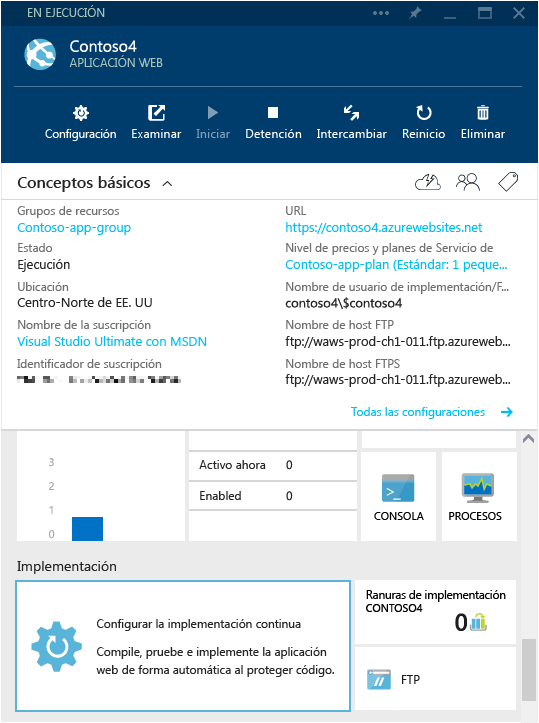 EN EJECUCIÓN
Contoso4
APLICACIÓN WEB
Configuración
Examinar
Iniciar
Detención
Intercambiar
Reinicio
Eliminar
Conceptos básicos
Grupos de recursos
Contoso-app-group
URL
https://contoso4.azurewebsites.net
Estado
Ejecución
Nivel de precios y planes de Servicio de
Contoso-app-plan (Estándar: 1 peque...
Ubicación
Centro-Norte de EE. UU
Nombre de usuario de implementación/F...
contoso4\$contoso4
Nombre de la suscripción
Visual Studio Ultimate con MSDN
Nombre de host FTP
ftp://waws-prod-ch1-011.ftp.azureweb...
Identificador de suscripción
Nombre de host FTPS
ftp://waws-prod-ch1-011.ftp.azureweb...
Todas las configuraciones
3
2
1
0
Activo ahora 0
Enabled 0
CONSOLA
PROCESOS
Implementación
Configurar la implementación continua
Compile, pruebe e implemente la aplicación
web de forma automática al proteger código.
Ranuras de implementación
CONTOSO4
0
FTP